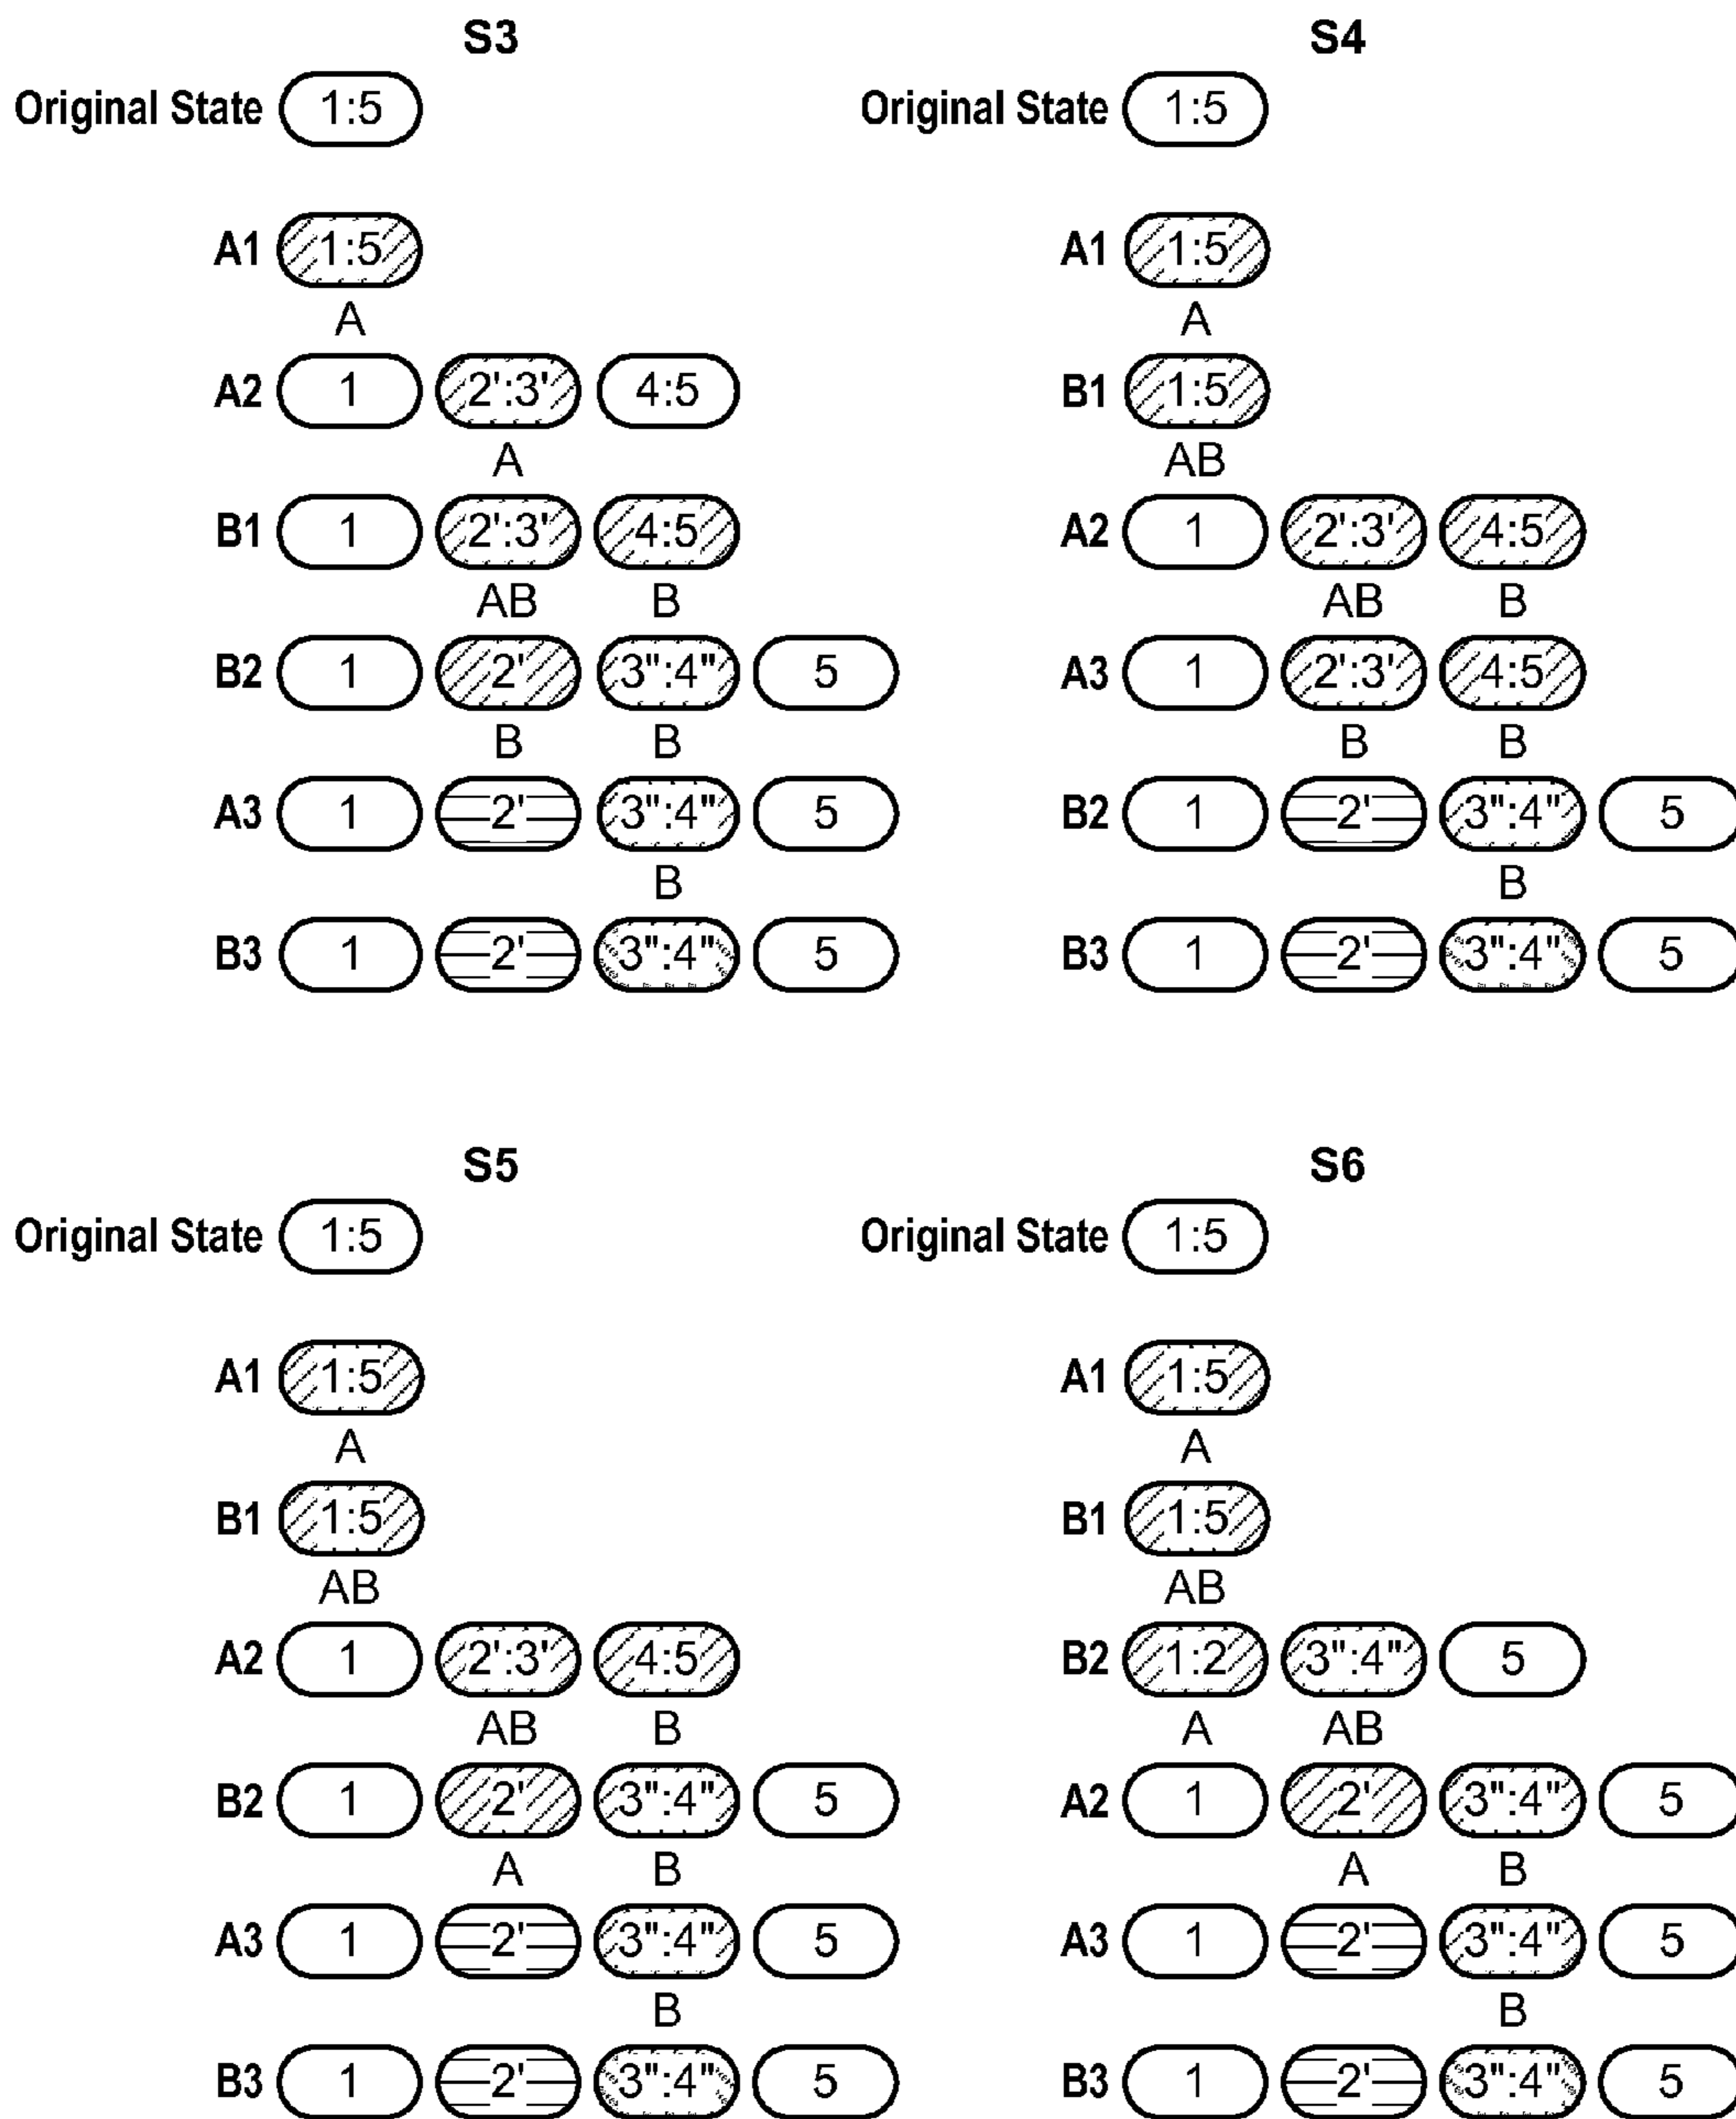 S3
Original State 1:5
A1 1:5
A
A2 1 2':3' 4:5
A
B1 1 2':3' 4:5
AB B
B2 1 2' 3":4" 5
B B
A3 1 2' 3":4" 5
B
B3 1 2' 3":4" 5
S4
Original State 1:5
A1 1:5
A
B1 1:5
AB
A2 1 2':3' 4:5
AB B
A3 1 2':3' 4:5
B B
B2 1 2' 3":4" 5
B
B3 1 2' 3":4" 5
S5
Original State 1:5
A1 1:5
A
B1 1:5
AB
A2 1 2':3' 4:5
AB B
B2 1 2' 3":4" 5
A B
A3 1 2' 3":4" 5
B
B3 1 2' 3":4" 5
S6
Original State 1:5
A1 1:5
A
B1 1:5
AB
B2 1:2 3":4" 5
A AB
A2 1 2' 3":4" 5
A B
A3 1 2' 3":4" 5
B
B3 1 2' 3":4" 5